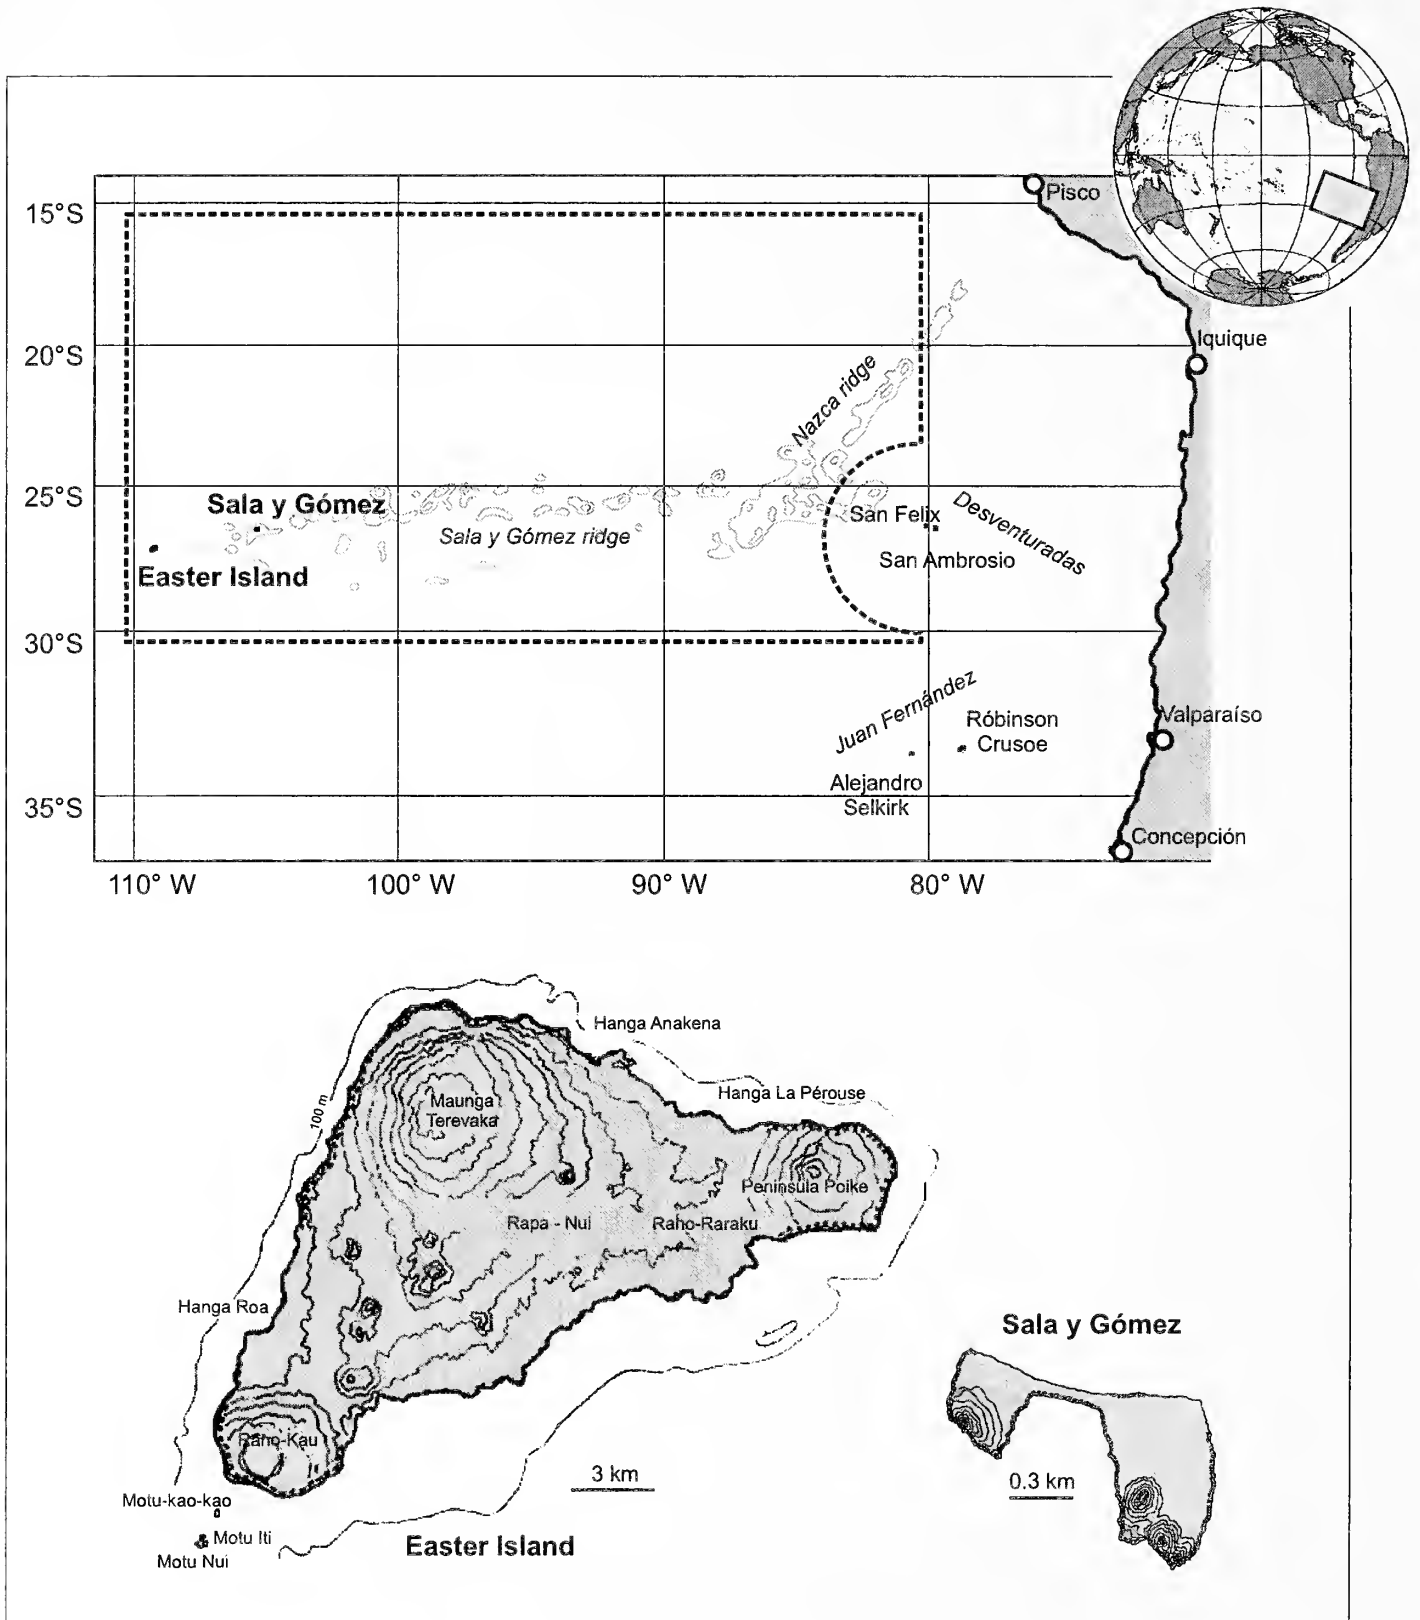 Pisco
15°S
20°S
Iquique
Nazca ridge
25°S
Sala y Gómez
San Felix
Desventuradas
Sala y Gómez ridge
San Ambrosio
Easter Island
30°S
Juan Fernández
Róbinson
Crusoe
Valparaíso
Alejandro
Selkirk
35°S
Concepción
110° W
100° W
90° W
80° W
Hanga Anakena
Hanga La Pérouse
100 m
Maunga
Terevaka
Peninsula Poike
Rapa - Nui
Raho-Raraku
Hanga Roa
Sala y Gómez
Raho-Kau
3 km
0.3 km
Motu-kao-kao
Motu Iti
Motu Nui
Easter Island